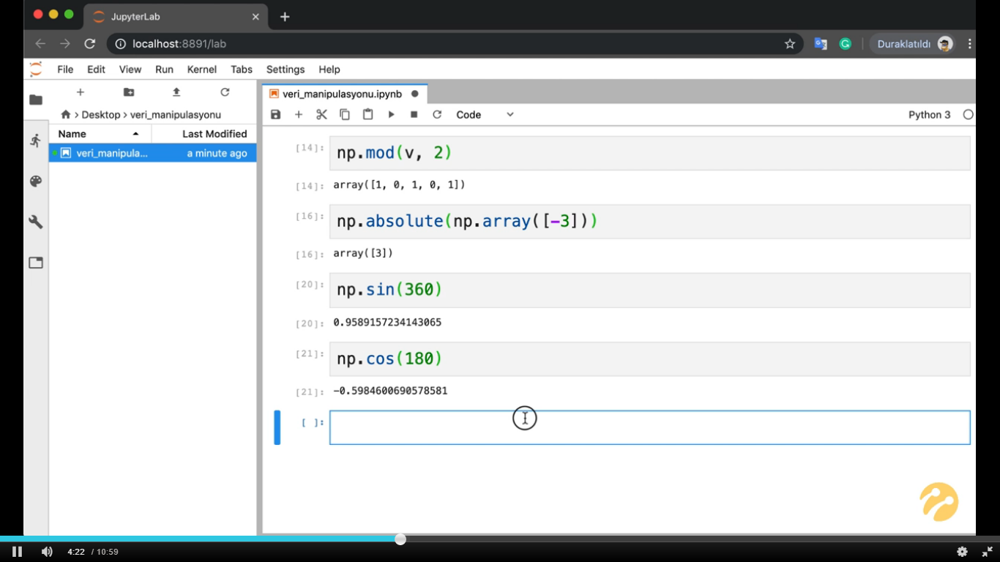 JupyterLab
localhost:8891/lab
Duraklatıldı
File Edit View Run Kernel Tabs Settings Help
Desktop > veri_manipulasyonu
Name Last Modified
veri_manipula... a minute ago
veri_manipulasyonu.ipynb
Code
Python 3
[14]: np.mod(v, 2)
[14]: array([1, 0, 1, 0, 1])
[16]: np.absolute(np.array([-3]))
[16]: array([3])
[20]: np.sin(360)
[20]: 0.9589157234143065
[21]: np.cos(180)
[21]: -0.5984600690578581
[ ]:
4:22 / 10:59